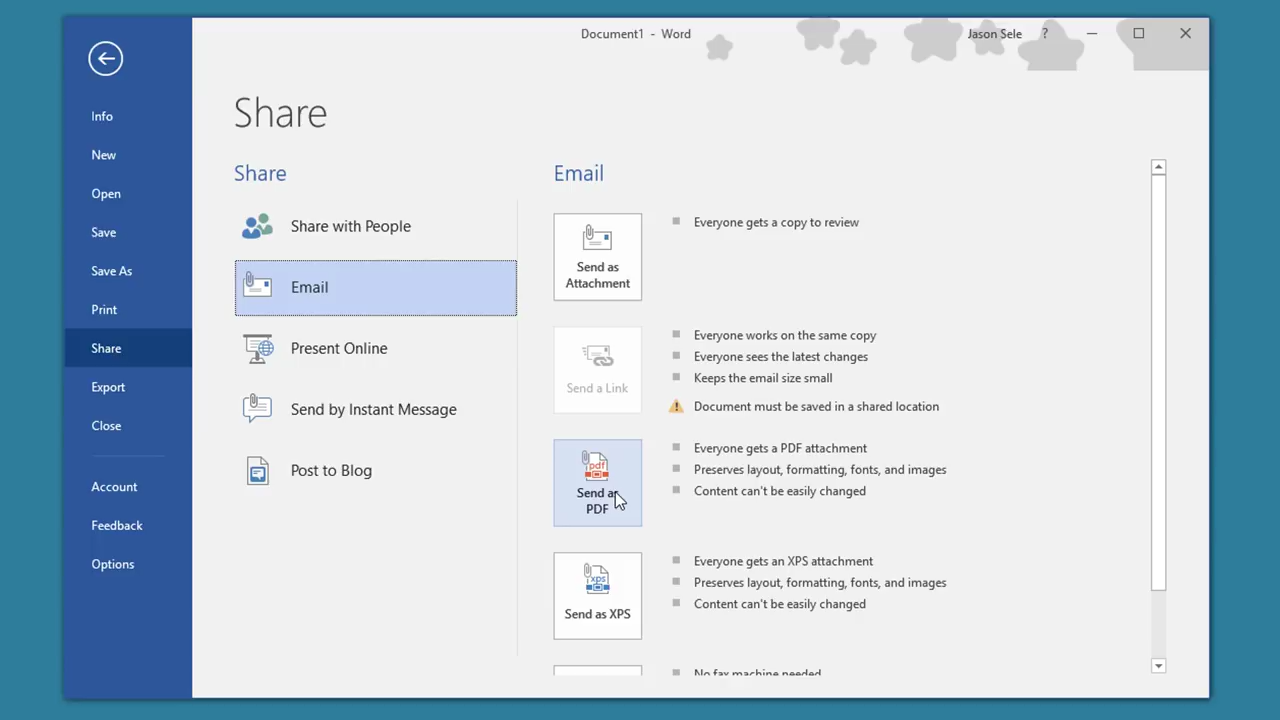 Document1 - Word
Jason Sele
?
Info
New
Open
Save
Save As
Print
Share
Export
Close
Account
Feedback
Options
Share
Share
Share with People
Email
Present Online
Send by Instant Message
Post to Blog
Email
Send as
Attachment
Everyone gets a copy to review
Send a Link
Everyone works on the same copy
Everyone sees the latest changes
Keeps the email size small
Document must be saved in a shared location
pdf
Send as
PDF
Everyone gets a PDF attachment
Preserves layout, formatting, fonts, and images
Content can't be easily changed
xps
Send as XPS
Everyone gets an XPS attachment
Preserves layout, formatting, fonts, and images
Content can't be easily changed
No fax machine needed